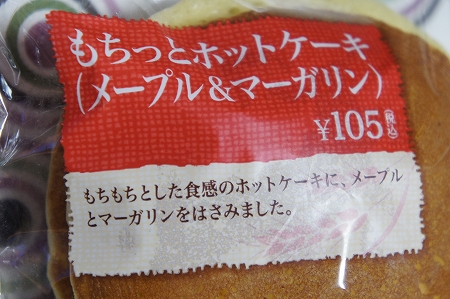 もちっとホットケーキ
(メープル&マーガリン)
¥105(税込)
もちもちとした食感のホットケーキに、メープル
とマーガリンをはさみました。